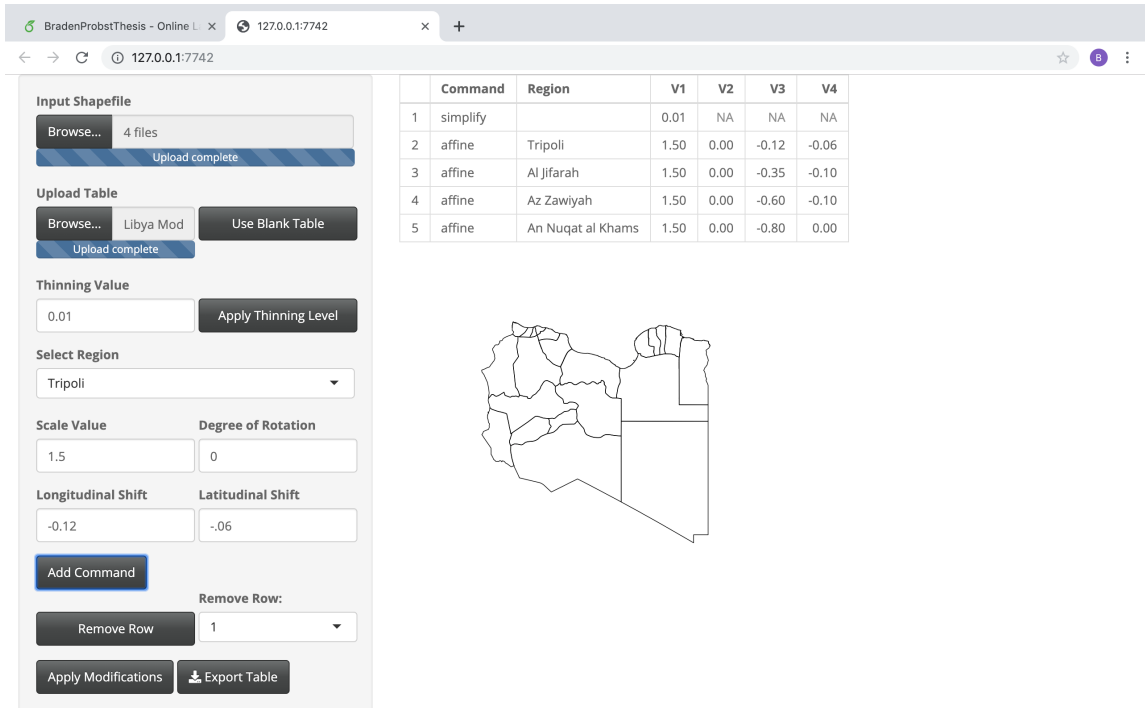 BradenProbstThesis - Online L
127.0.0.1:7742
127.0.0.1:7742
B
Input Shapefile
Browse... 4 files
Upload complete
Upload Table
Browse... Libya Mod Use Blank Table
Upload complete
Thinning Value
0.01 Apply Thinning Level
Select Region
Tripoli
Scale Value Degree of Rotation
1.5 0
Longitudinal Shift Latitudinal Shift
-0.12 -.06
Add Command
Remove Row:
Remove Row 1
Apply Modifications Export Table
Command Region V1 V2 V3 V4
1 simplify 0.01 NA NA NA
2 affine Tripoli 1.50 0.00 -0.12 -0.06
3 affine Al Jifarah 1.50 0.00 -0.35 -0.10
4 affine Az Zawiyah 1.50 0.00 -0.60 -0.10
5 affine An Nuqat al Khams 1.50 0.00 -0.80 0.00